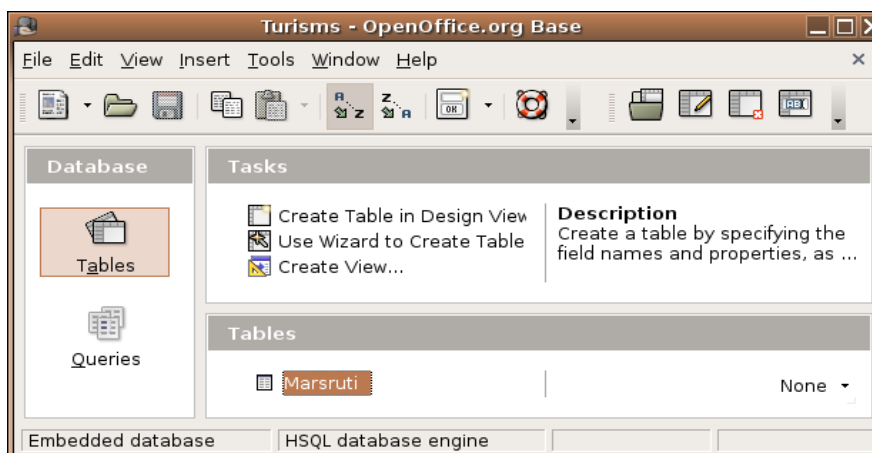 Turisms - OpenOffice.org Base
File Edit View Insert Tools Window Help
Database
Tasks
Tables
Queries
Create Table in Design View
Use Wizard to Create Table
Create View...
Description
Create a table by specifying the
field names and properties, as ...
Tables
Marsruti
None
Embedded database
HSQL database engine